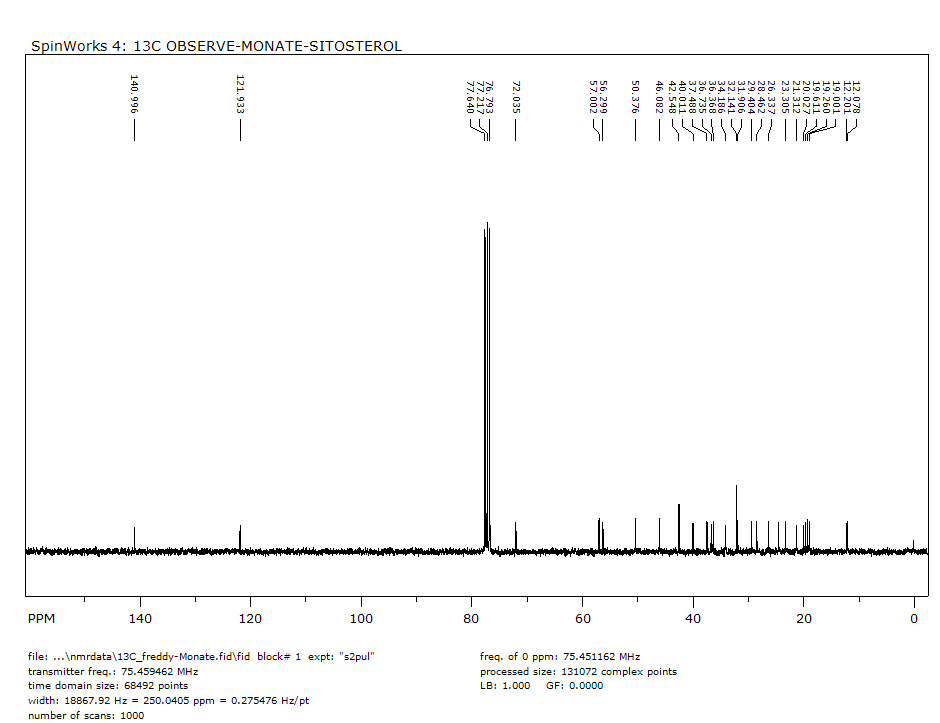 SpinWorks 4: 13C OBSERVE-MONATE-SITOSTEROL
140.996
121.933
77.640
77.217
76.793
72.035
57.002
56.299
50.376
46.082
42.548
40.011
37.488
36.735
36.368
34.186
32.141
31.906
29.404
28.462
26.337
23.305
21.312
20.027
19.611
19.260
19.001
12.201
12.078
PPM 140 120 100 80 60 40 20 0
file: ...\nmrdata\13C_freddy-Monate.fid\fid block# 1 expt: "s2pul"
transmitter freq.: 75.459462 MHz
time domain size: 68492 points
width: 18867.92 Hz = 250.0405 ppm = 0.275476 Hz/pt
number of scans: 1000
freq. of 0 ppm: 75.451162 MHz
processed size: 131072 complex points
LB: 1.000 GF: 0.0000